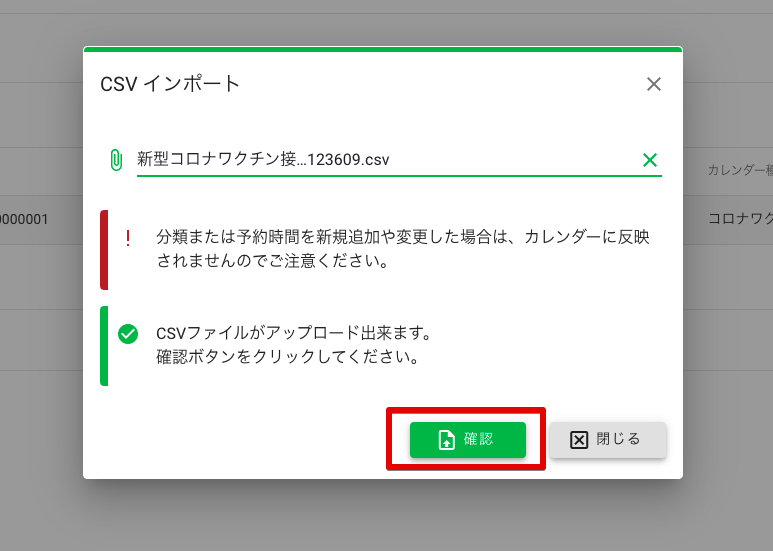 CSV インポート
新型コロナワクチン接...123609.csv
カレンダー種
0000001
コロナワク
分類または予約時間を新規追加や変更した場合は、カレンダーに反映
されませんのでご注意ください。
CSVファイルがアップロード出来ます。
確認ボタンをクリックしてください。
確認
閉じる